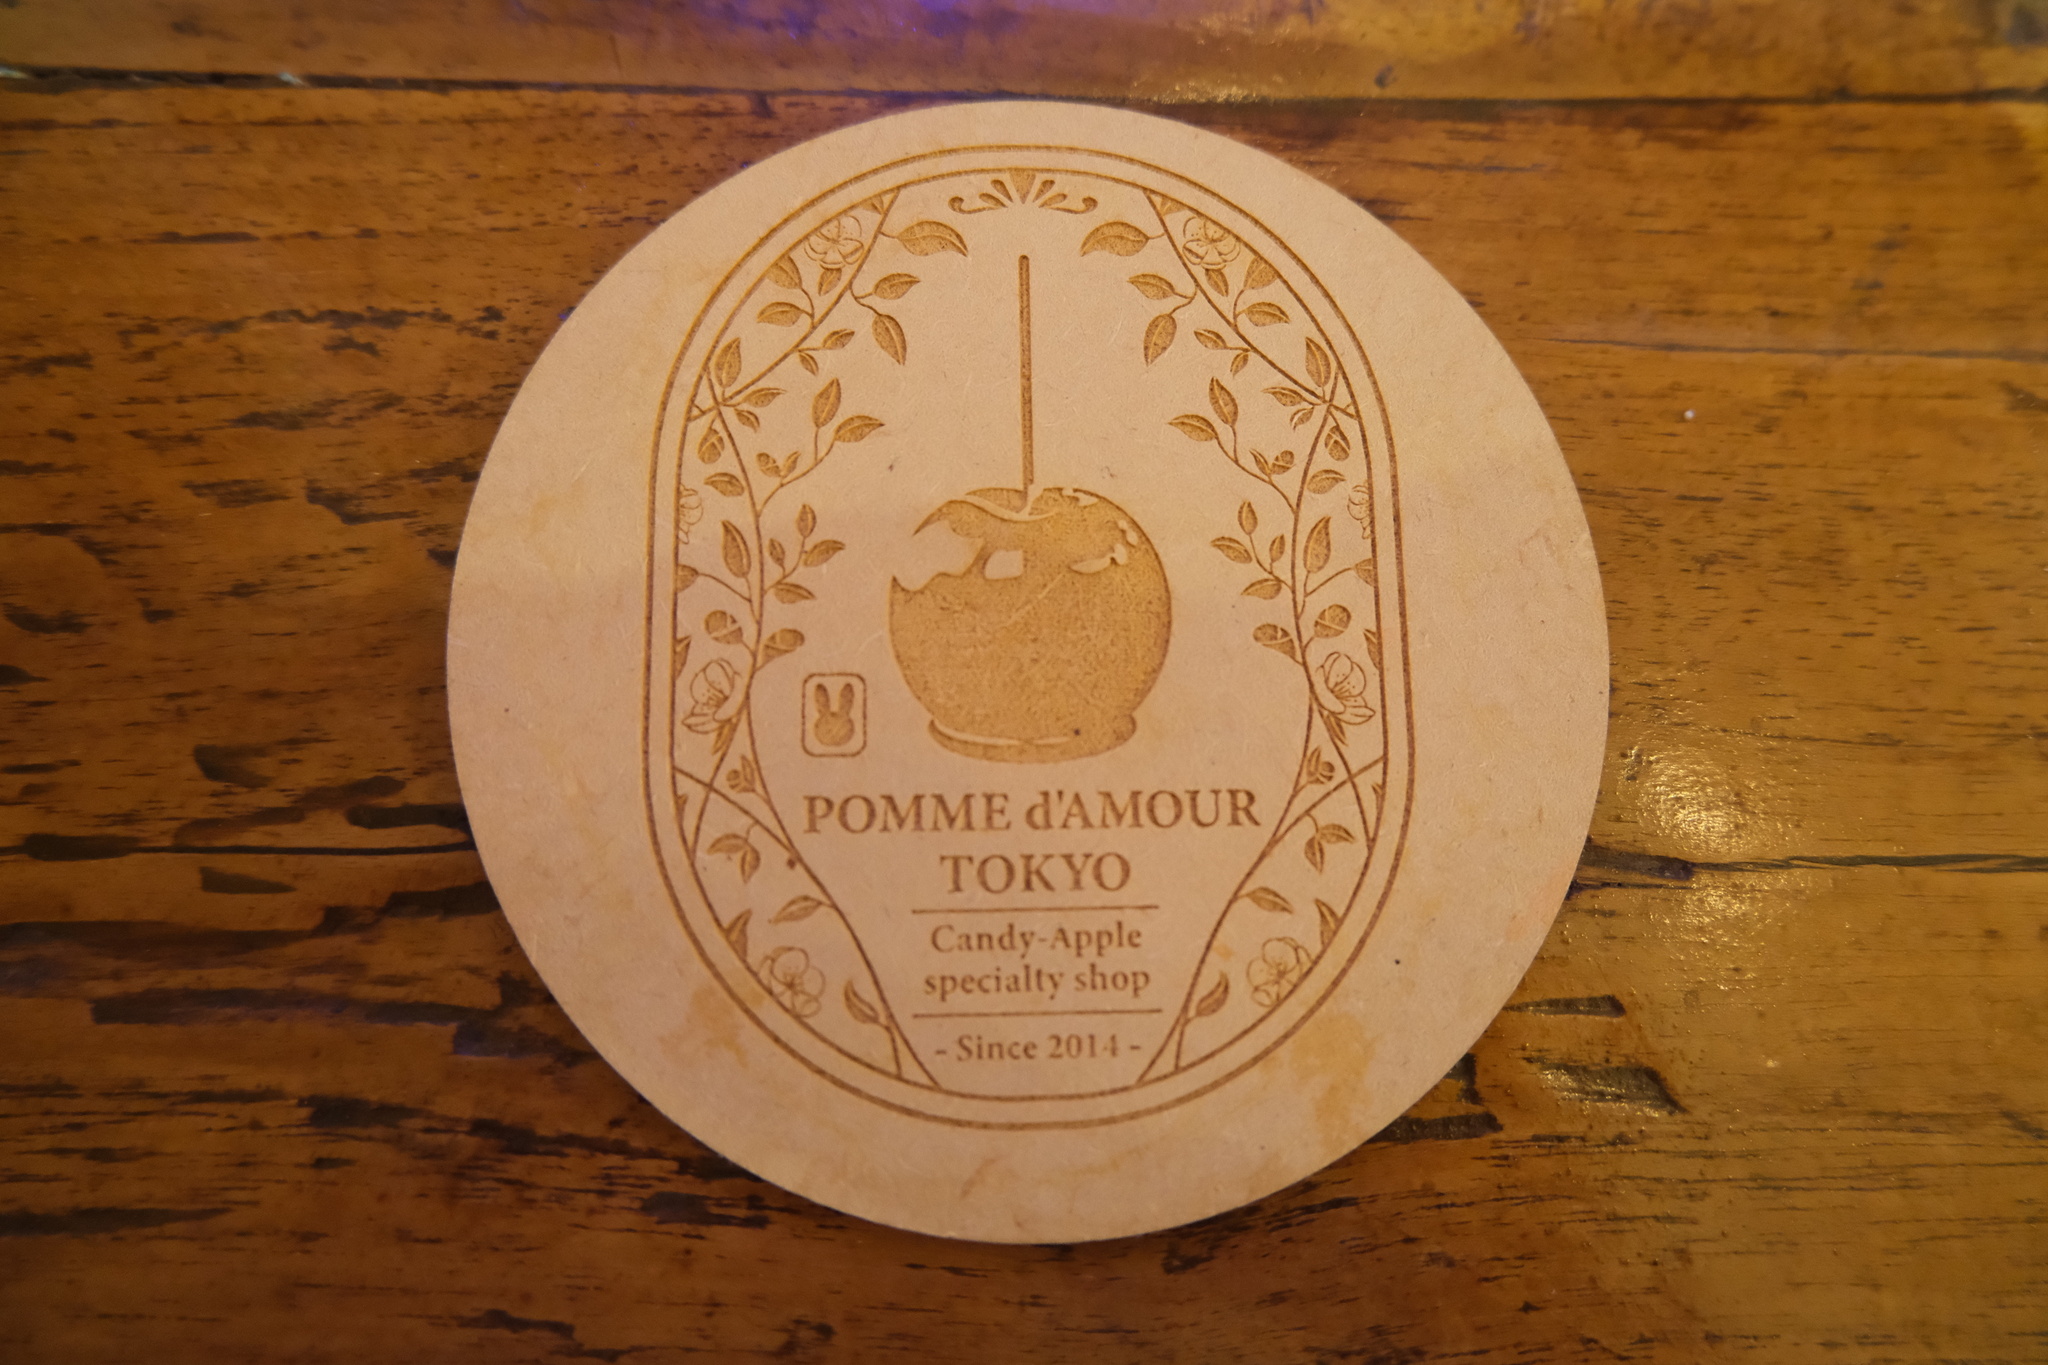 POMME d'AMOUR
TOKYO
Candy-Apple
specialty shop
- Since 2014 -